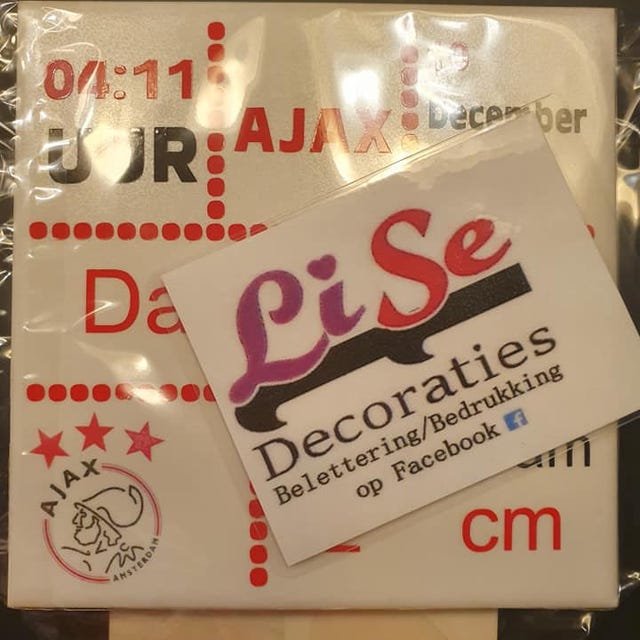 04:11
UUR
AJAX
December
Da
LiSe
Decoraties
Belettering/Bedrukking
op Facebook
AJAX
AMSTERDAM
cm